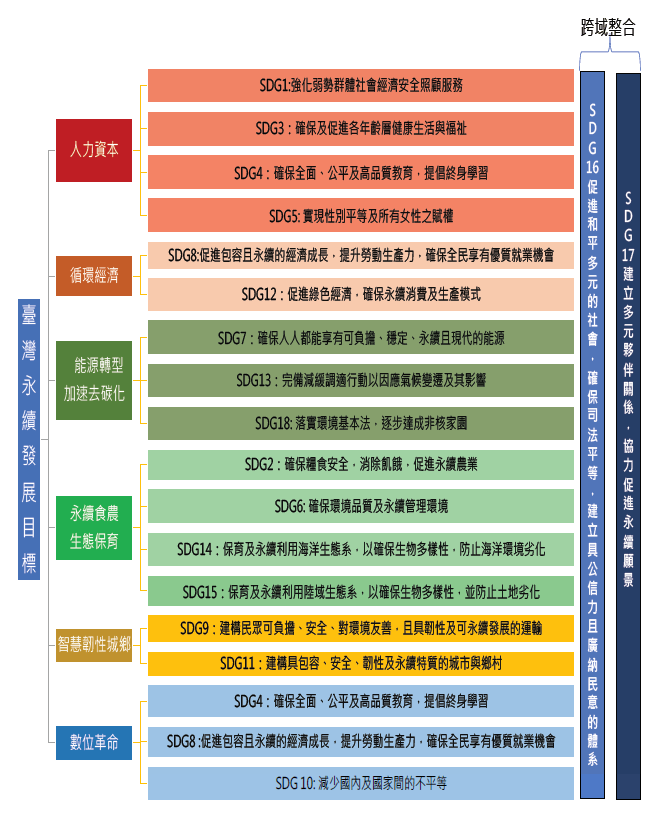 跨域整合
臺灣永續發展目標
人力資本
SDG1:強化弱勢群體社會經濟安全照顧服務
SDG3：確保及促進各年齡層健康生活與福祉
SDG4：確保全面、公平及高品質教育，提倡終身學習
SDG5: 實現性別平等及所有女性之賦權
循環經濟
SDG8:促進包容且永續的經濟成長，提升勞動生產力，確保全民享有優質就業機會
SDG12：促進綠色經濟，確保永續消費及生產模式
能源轉型
加速去碳化
SDG7：確保人人都能享有可負擔、穩定、永續且現代的能源
SDG13：完備減緩調適行動以因應氣候變遷及其影響
SDG18: 落實環境基本法，逐步達成非核家園
永續食農
生態保育
SDG2：確保糧食安全，消除飢餓，促進永續農業
SDG6: 確保環境品質及永續管理環境
SDG14：保育及永續利用海洋生態系，以確保生物多樣性，防止海洋環境劣化
SDG15：保育及永續利用陸域生態系，以確保生物多樣性，並防止土地劣化
智慧韌性城鄉
SDG9：建構民眾可負擔、安全、對環境友善，且具韌性及可永續發展的運輸
SDG11：建構具包容、安全、韌性及永續特質的城市與鄉村
數位革命
SDG4：確保全面、公平及高品質教育，提倡終身學習
SDG8 :促進包容且永續的經濟成長，提升勞動生產力，確保全民享有優質就業機會
SDG 10: 減少國內及國家間的不平等
SDG16促進和平多元的社會，確保司法平等，建立具公信力且廣納民意的體系
SDG17建立多元夥伴關係，協力促進永續願景